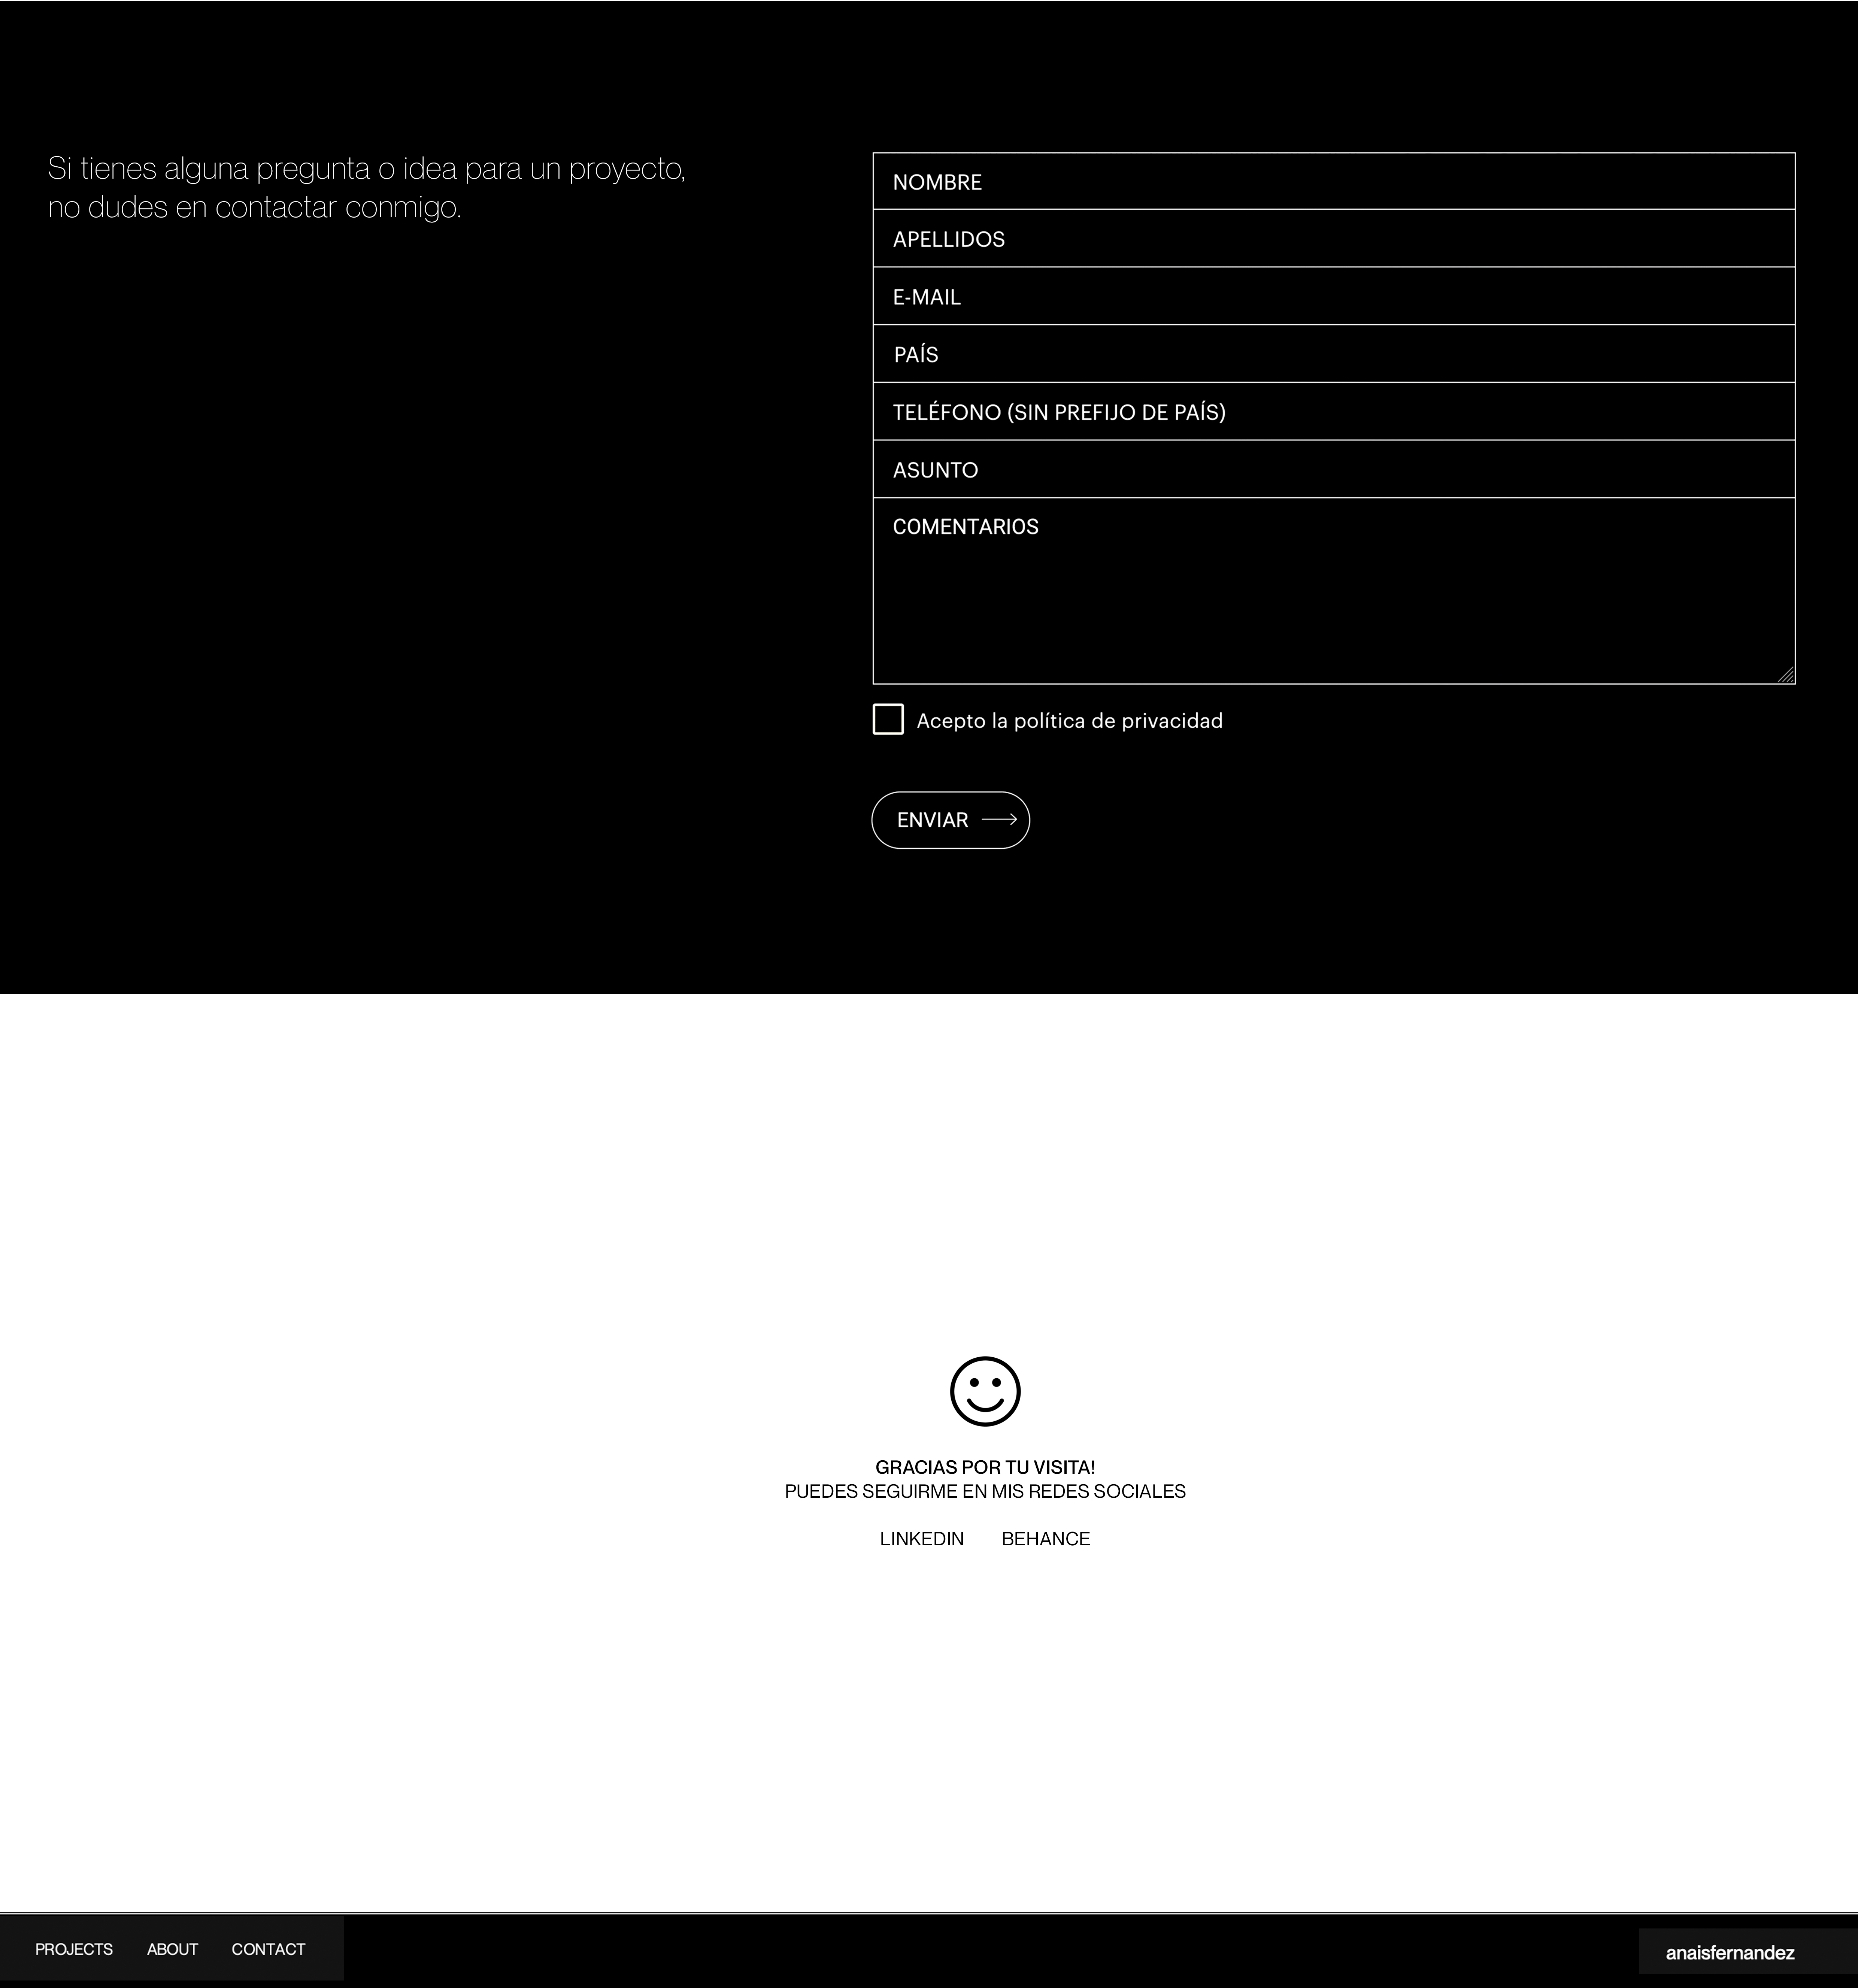 Si tienes alguna pregunta o idea para un proyecto,
no dudes en contactar conmigo.
NOMBRE
APELLIDOS
E-MAIL
PAÍS
TELÉFONO (SIN PREFIJO DE PAÍS)
ASUNTO
COMENTARIOS
Acepto la política de privacidad
ENVIAR
GRACIAS POR TU VISITA!
PUEDES SEGUIRME EN MIS REDES SOCIALES
LINKEDIN BEHANCE
PROJECTS ABOUT CONTACT anaisfernandez